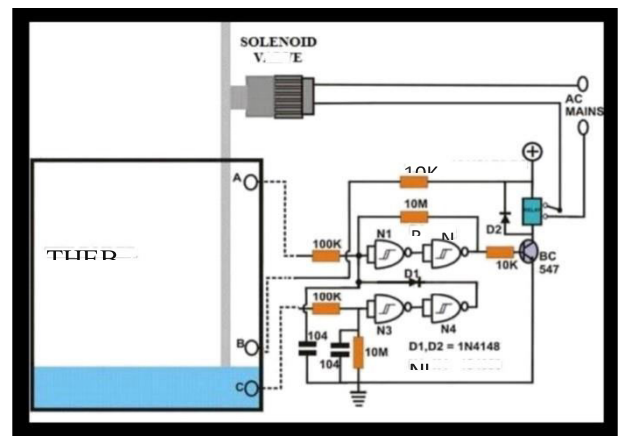 SOLENOID
AC
MAINS
A
10M
N1
D2
100K
10K
BC
547
D1
100K
N3
N4
B
104
104
10M
D1,D2 = 1N4148
C